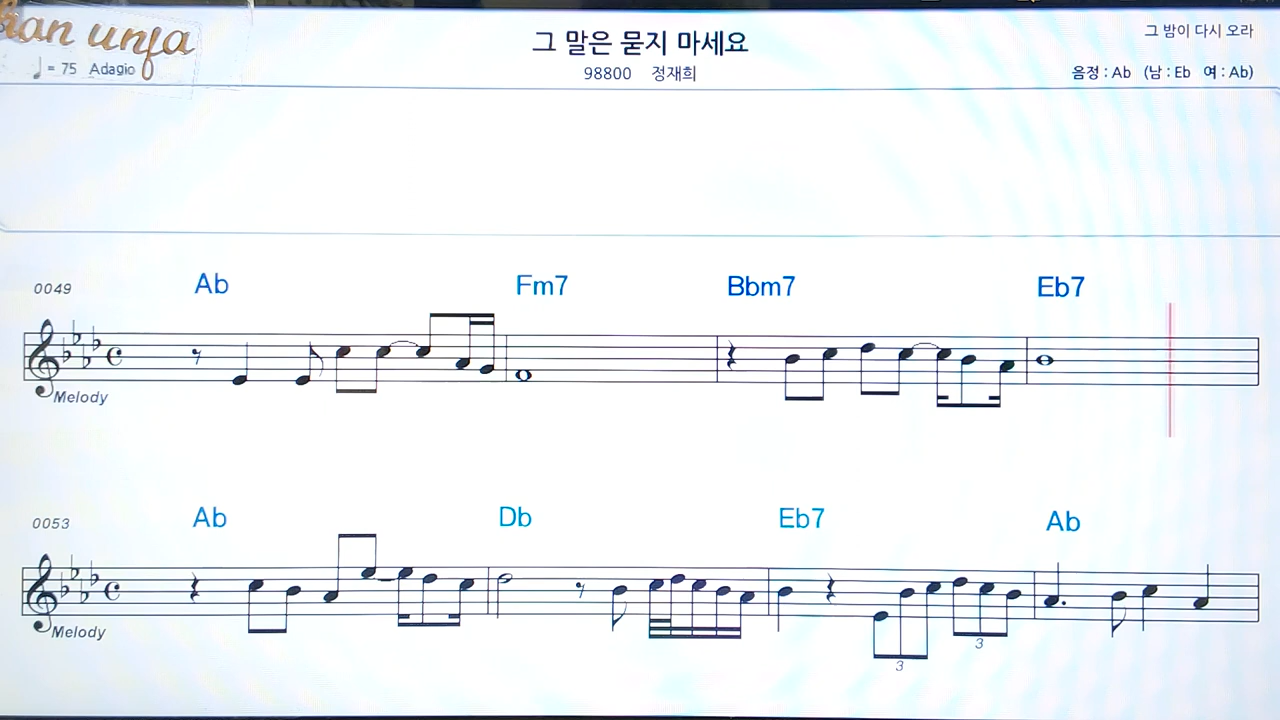 그 밤이 다시 오라
그 말은 묻지 마세요
= 75 Adagio
98800 정재희
음정 : Ab (남 : Eb 여 : Ab)
0049
Ab Fm7 Bbm7 Eb7
Melody
0053
Ab Db Eb7 Ab
Melody
3
3